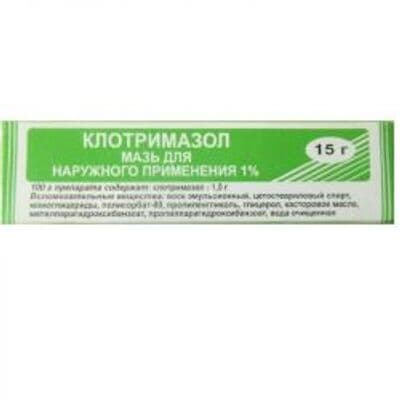 КЛОТРИМАЗОЛ
МАЗЬ ДЛЯ
НАРУЖНОГО ПРИМЕНЕНИЯ 1%
15 г
100 г препарата содержат: клотримазол - 1,0 г
Вспомогательные вещества: воск эмульсионный, цетостеариловый спирт,
моноглицериды, полисорбат-80, пропиленгликоль, глицерол, касторовое масло,
метилпарагидроксибензоат, пропилпарагидроксибензоат, вода очищенная